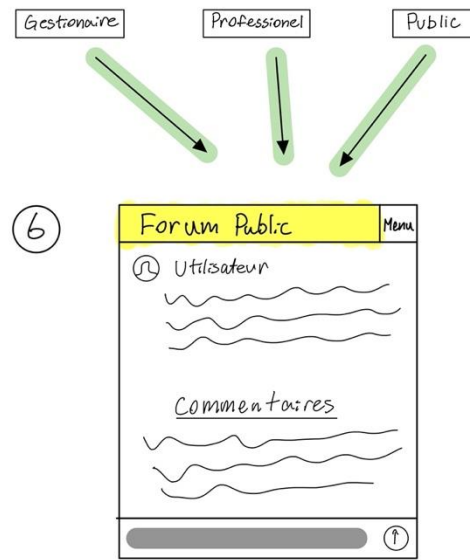 Gestionaire Professionel Public
6
Forum Public Menu
Utilisateur
Commentaires